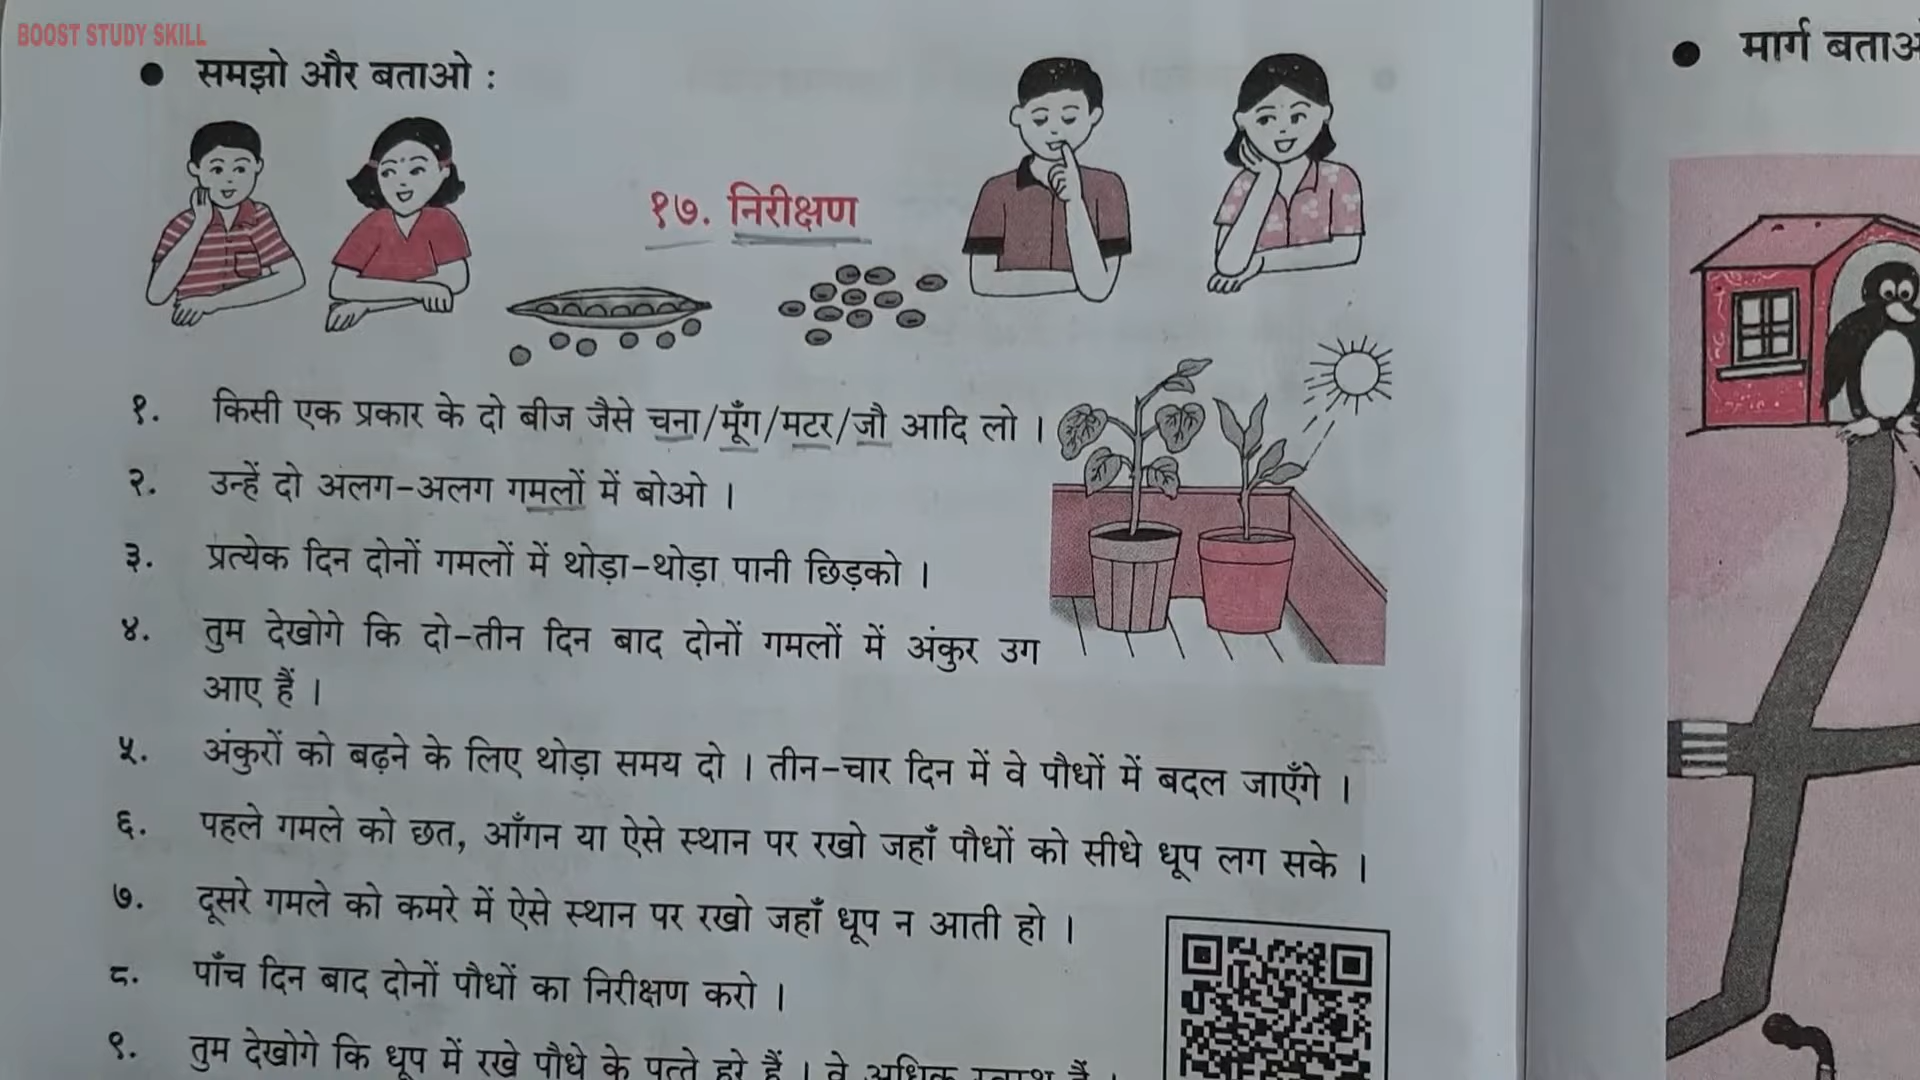 BOOST STUDY SKILL
● समझो और बताओ :
१७. निरीक्षण
१. किसी एक प्रकार के दो बीज जैसे चना/मूँग/मटर/जौ आदि लो ।
२. उन्हें दो अलग-अलग गमलों में बोओ ।
३. प्रत्येक दिन दोनों गमलों में थोड़ा-थोड़ा पानी छिड़को ।
४. तुम देखोगे कि दो-तीन दिन बाद दोनों गमलों में अंकुर उग
आए हैं ।
५. अंकुरों को बढ़ने के लिए थोड़ा समय दो । तीन-चार दिन में वे पौधों में बदल जाएँगे ।
६. पहले गमले को छत, आँगन या ऐसे स्थान पर रखो जहाँ पौधों को सीधे धूप लग सके ।
७. दूसरे गमले को कमरे में ऐसे स्थान पर रखो जहाँ धूप न आती हो ।
८. पाँच दिन बाद दोनों पौधों का निरीक्षण करो ।
९. तुम देखोगे कि धूप में रखे पौधे के पत्ते हरे हैं । वे अधिक
● मार्ग